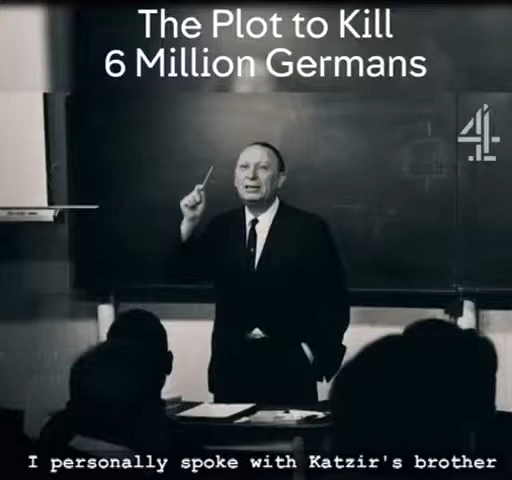 The Plot to Kill
6 Million Germans
4
I personally spoke with Katzir's brother